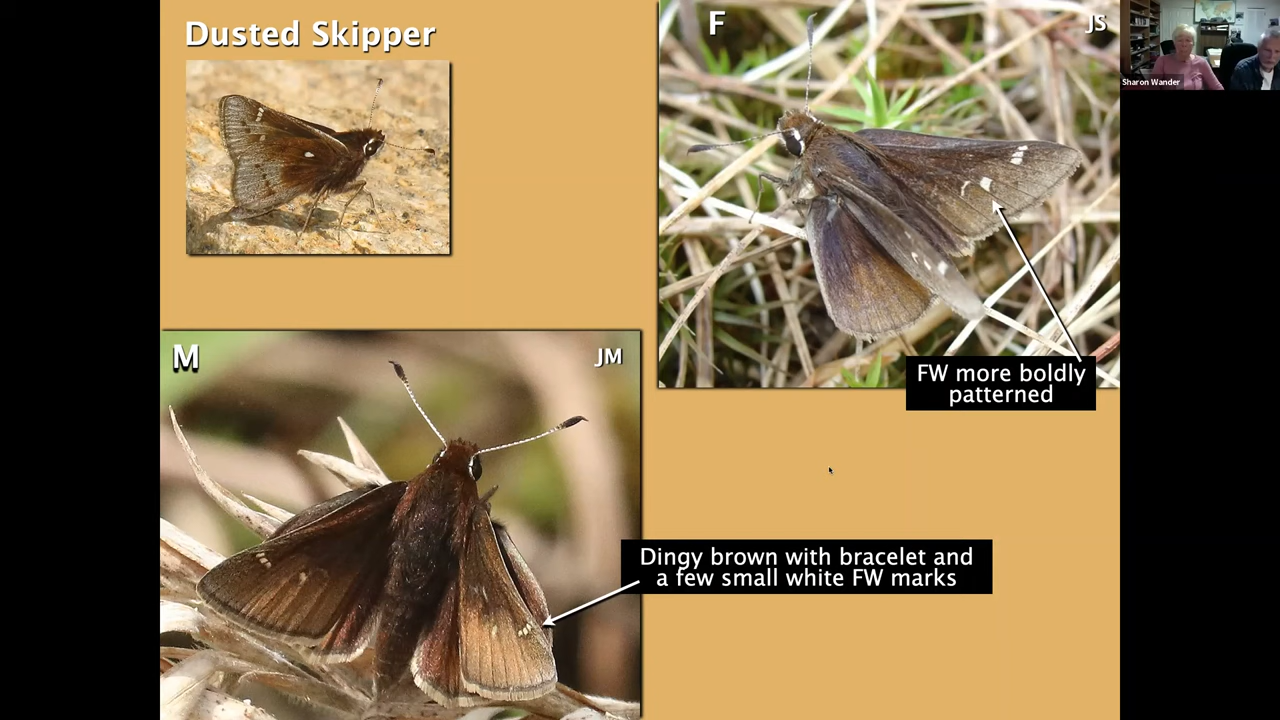 Dusted Skipper
F
JS
Sharon Wander
FW more boldly
patterned
M
JM
Dingy brown with bracelet and
a few small white FW marks